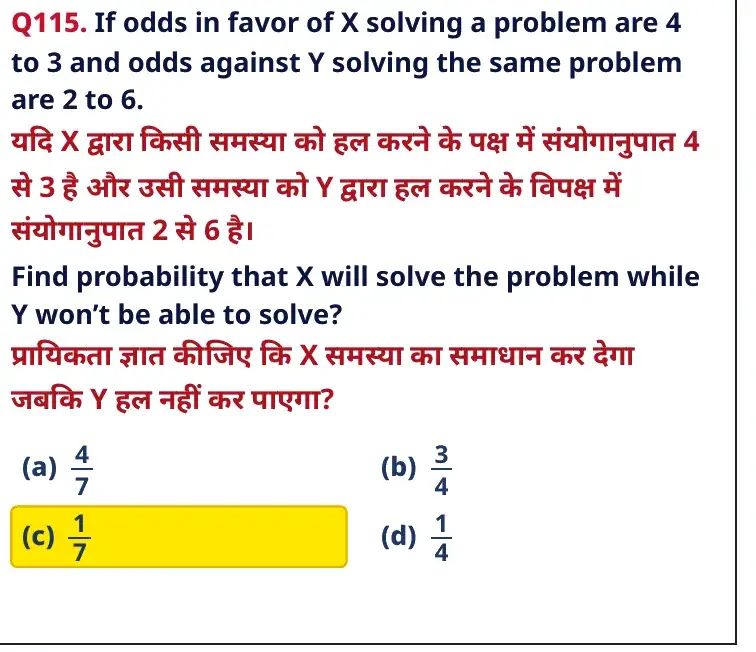 Q115. If odds in favor of X solving a problem are 4
to 3 and odds against Y solving the same problem
are 2 to 6.
यदि X द्वारा किसी समस्या को हल करने के पक्ष में संयोगानुपात 4
से 3 है और उसी समस्या को Y द्वारा हल करने के विपक्ष में
संयोगानुपात 2 से 6 है।
Find probability that X will solve the problem while
Y won't be able to solve?
प्रायिकता ज्ञात कीजिए कि X समस्या का समाधान कर देगा
जबकि Y हल नहीं कर पाएगा?
(a) 4/7 (b) 3/4
(c) 1/7 (d) 1/4